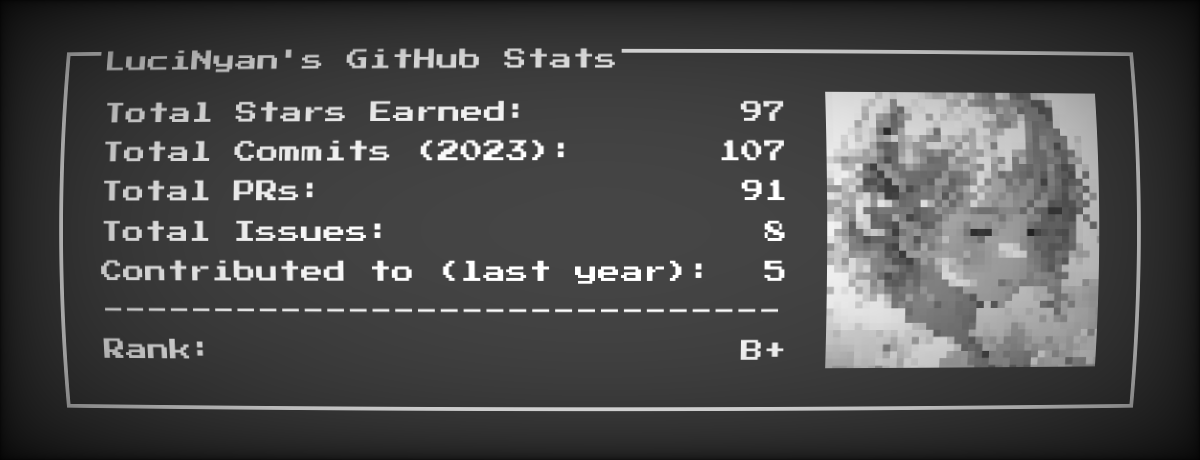 LuciNyan's GitHub Stats
Total Stars Earned: 97
Total Commits (2023): 107
Total PRs: 91
Total Issues: 8
Contributed to (last year): 5
------------------------------
Rank: B+